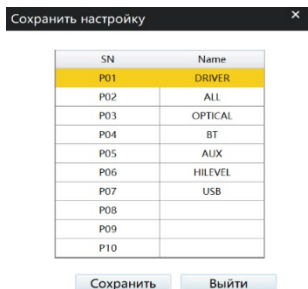 Сохранить настройку ×
SN Name
P01 DRIVER
P02 ALL
P03 OPTICAL
P04 BT
P05 AUX
P06 HILEVEL
P07 USB
P08
P09
P10
Сохранить Выйти